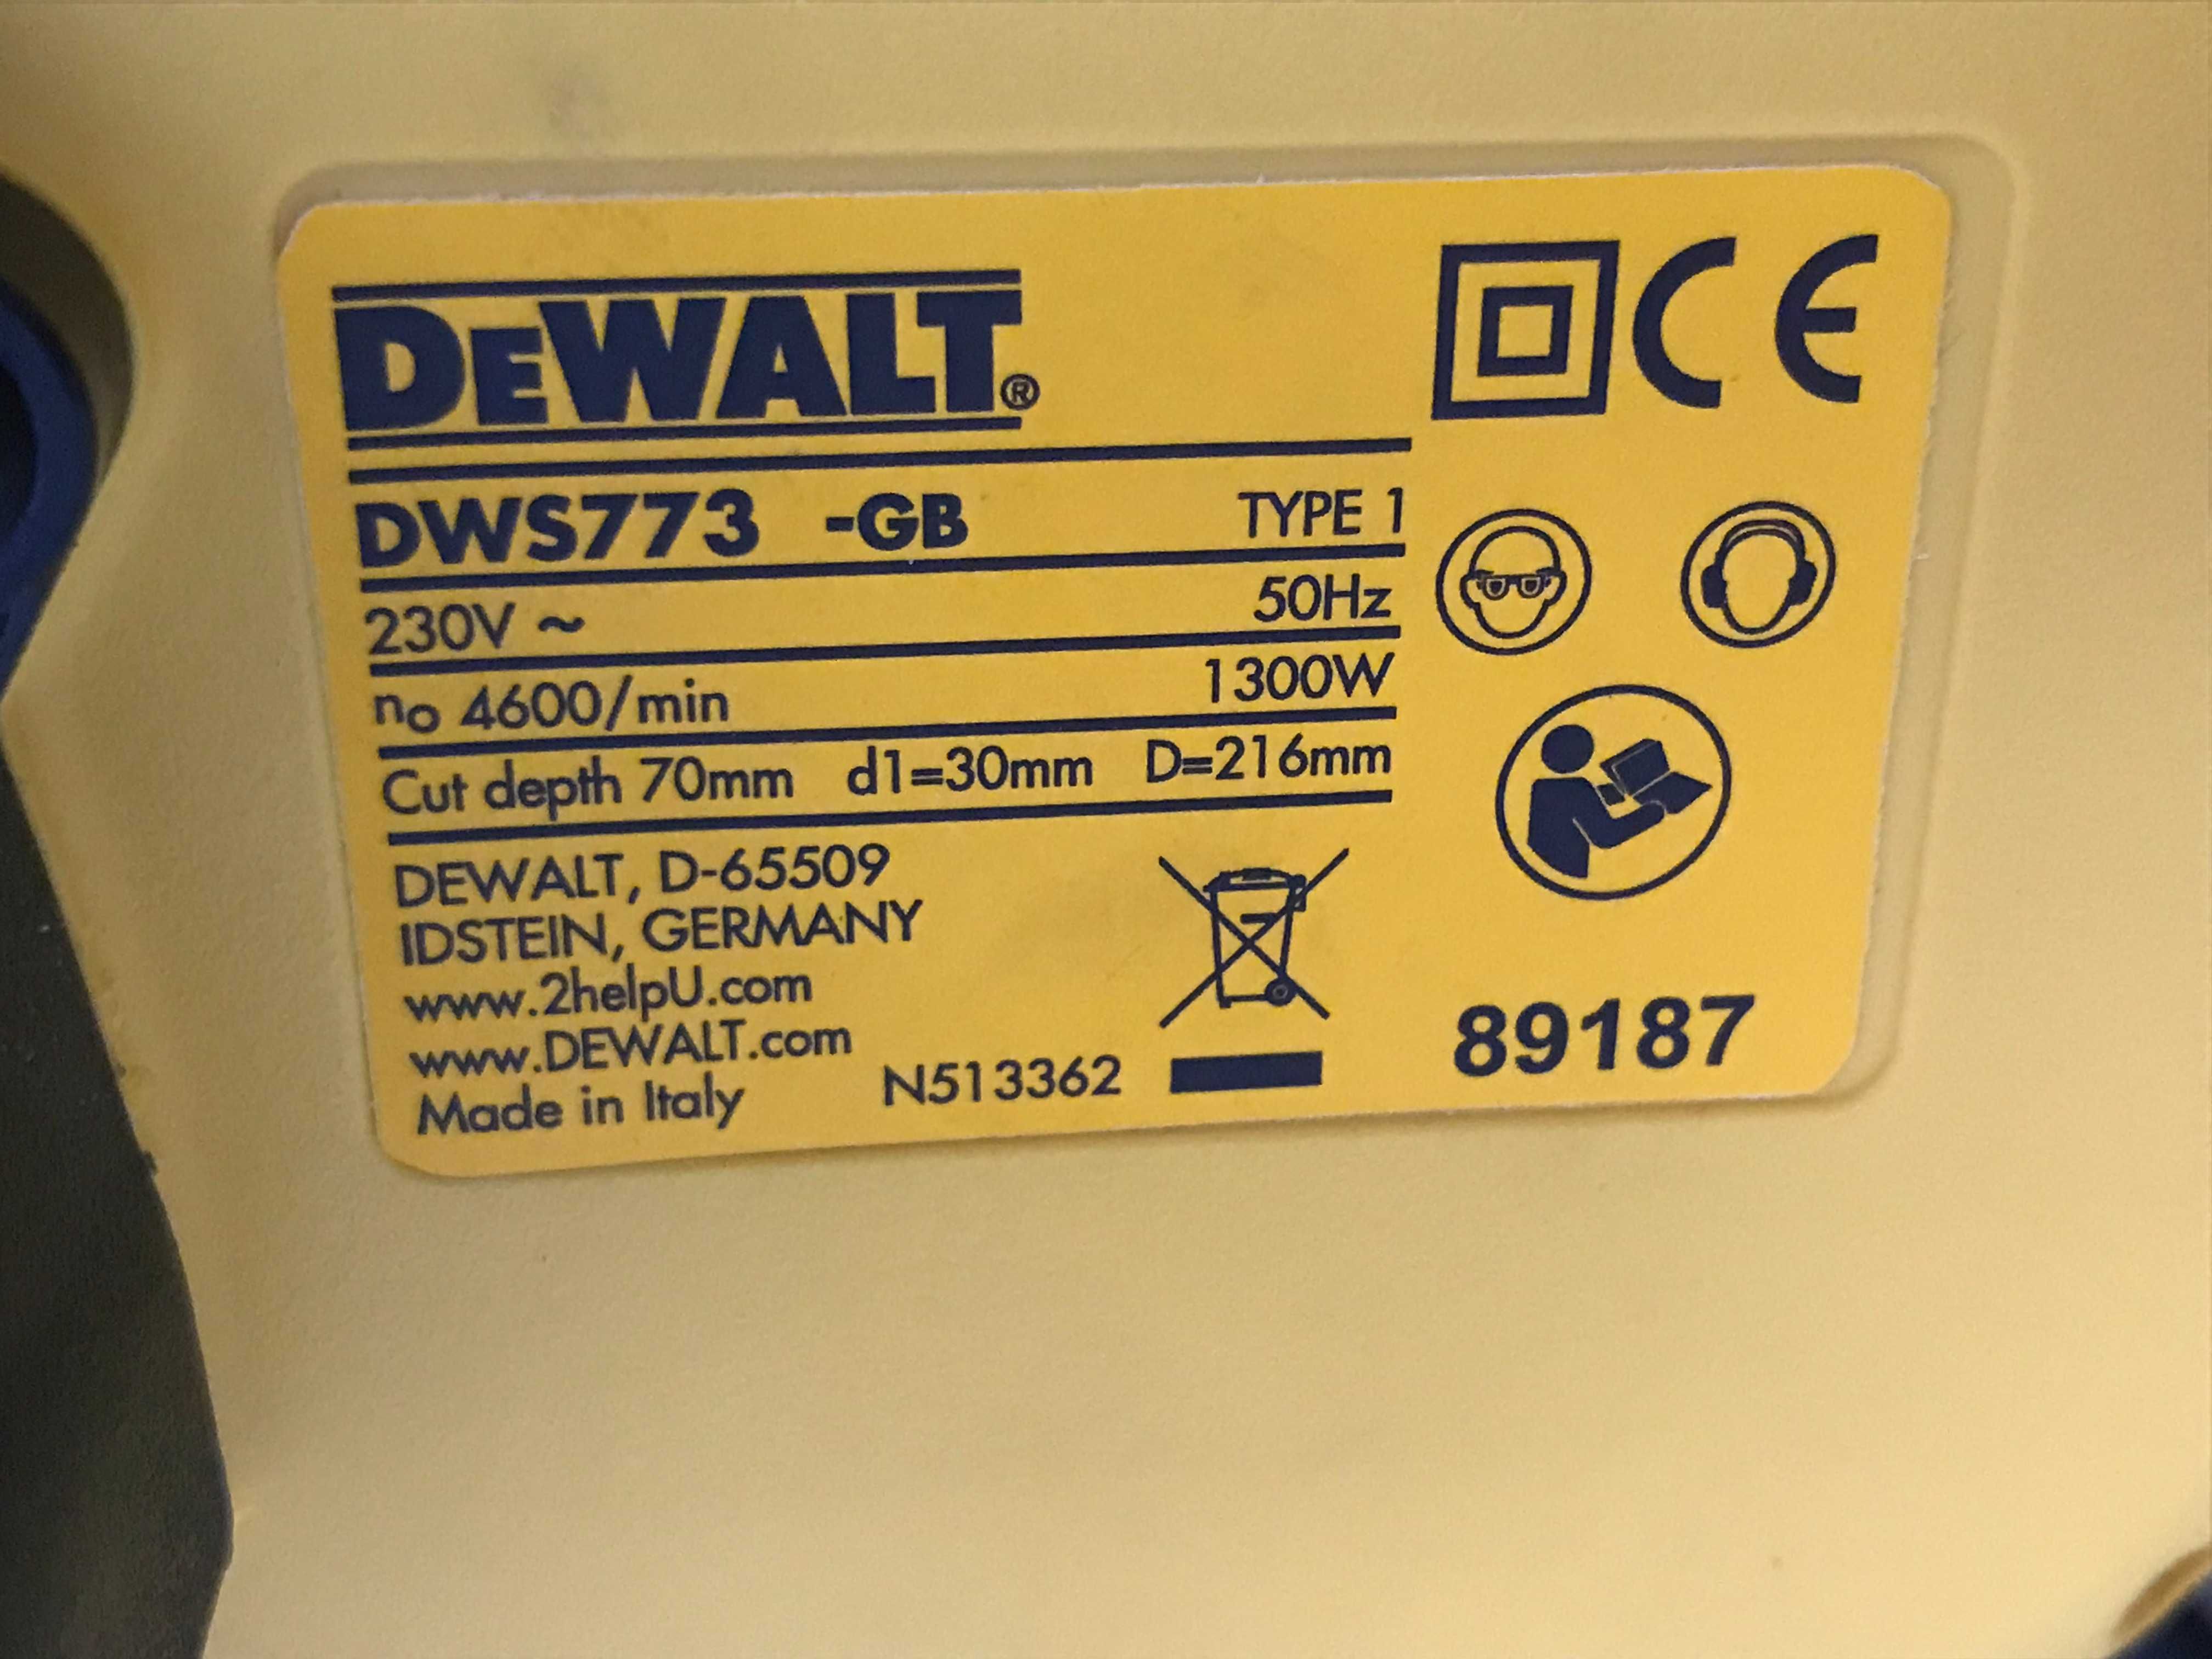 DEWALT®
DWS773 -GB TYPE 1
230V ~ 50Hz
no 4600/min 1300W
Cut depth 70mm d1=30mm D=216mm
DEWALT, D-65509
IDSTEIN, GERMANY
www.2helpU.com
www.DEWALT.com
Made in Italy N513362
89187
CE